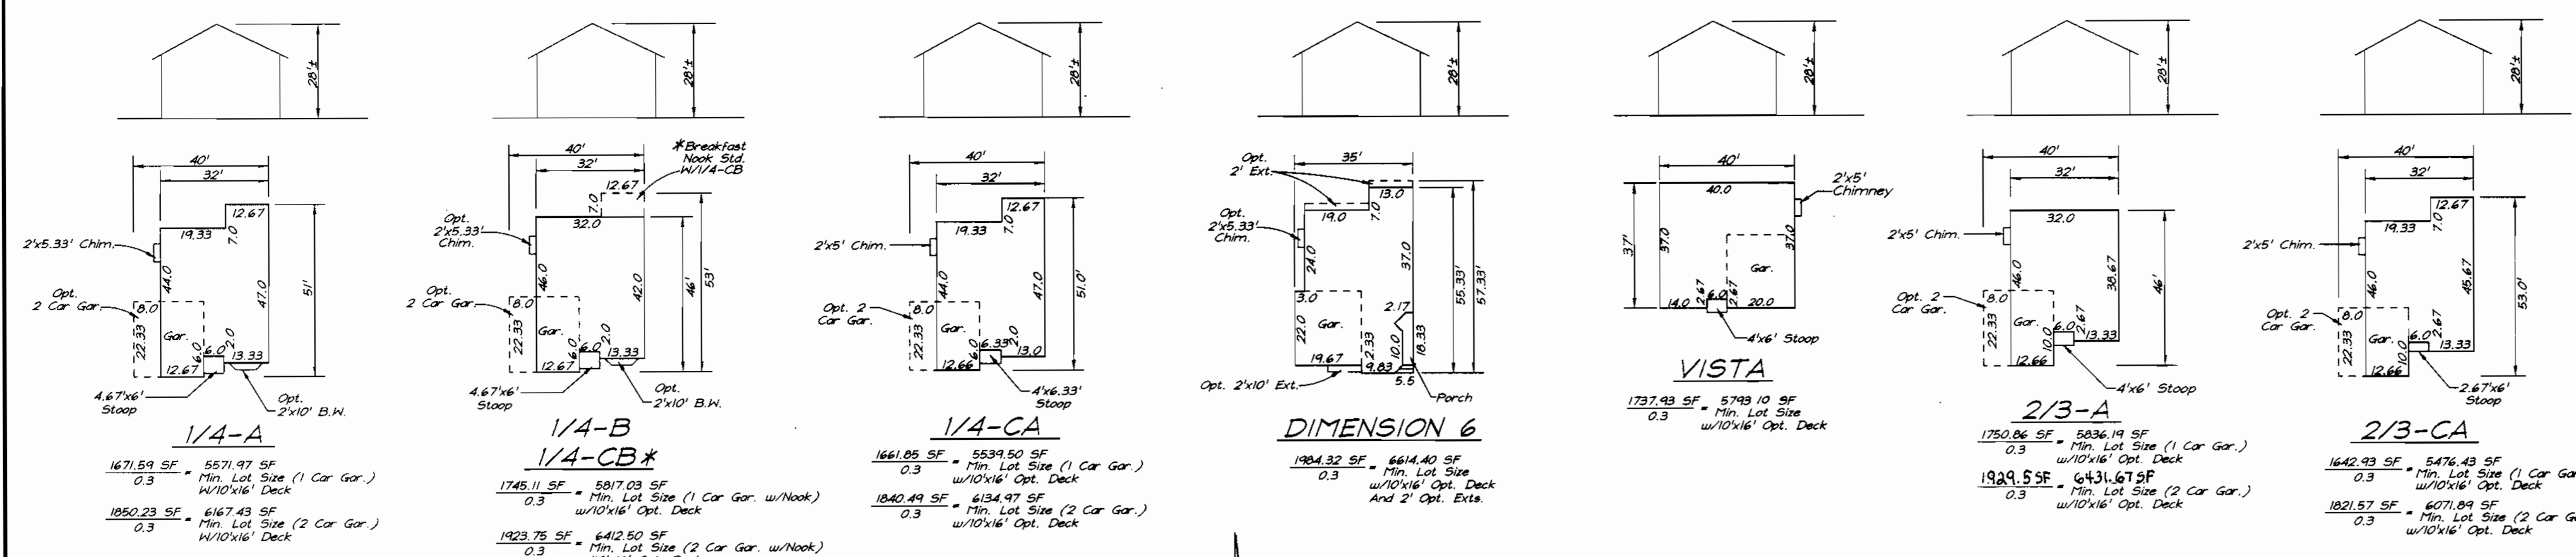 28'±
40'
32'
12.67
19.33
7.0
2'x5.33' Chim.
44.0
47.0
51'
Opt.
2 Car Gar.
8.0
22.33
Gar.
6.0
6.0
2.0
12.67
13.33
4.67'x6'
Stoop
Opt.
2'x10' B.W.
1/4-A
1671.59 SF = 5571.97 SF
0.3
Min. Lot Size (1 Car Gar.)
W/10'x16' Deck
1850.23 SF = 6167.43 SF
0.3
Min. Lot Size (2 Car Gar.)
W/10'x16' Deck
28'±
40'
32'
*Breakfast
Nook Std.
W/1/4-CB
12.67
7.0
32.0
Opt.
2'x5.33'
Chim.
46.0
42.0
46'
53'
Opt.
2 Car Gar.
8.0
22.33
Gar.
6.0
6.0
2.0
12.67
13.33
4.67'x6'
Stoop
Opt.
2'x10' B.W.
1/4-B
1/4-CB*
1745.11 SF = 5817.03 SF
0.3
Min. Lot Size (1 Car Gar. w/Nook)
w/10'x16' Opt. Deck
1923.75 SF = 6412.50 SF
0.3
Min. Lot Size (2 Car Gar. w/Nook)
28'±
40'
32'
12.67
19.33
7.0
2'x5' Chim.
44.0
47.0
51.0'
Opt. 2
Car Gar.
8.0
22.33
Gar.
6.0
6.33
2.0
12.66
13.0
4'x6.33'
Stoop
1/4-CA
1661.85 SF = 5539.50 SF
0.3
Min. Lot Size (1 Car Gar.)
w/10'x16' Opt. Deck
1840.49 SF = 6134.97 SF
0.3
Min. Lot Size (2 Car Gar.)
w/10'x16' Opt. Deck
28'±
Opt.
2' Ext.
35'
13.0
19.0
7.0
Opt.
2'x5.33'
Chim.
24.0
37.0
55.33'
57.33'
3.0
22.0
Gar.
2.17
2.33
10.0
18.33
19.67
9.83
5.5
Opt. 2'x10' Ext.
Porch
DIMENSION 6
1984.32 SF = 6614.40 SF
0.3
Min. Lot Size
w/10'x16' Opt. Deck
And 2' Opt. Exts.
28'±
40'
40.0
2'x5'
Chimney
37'
37.0
37.0
Gar.
2.67
6.0
2.67
14.0
20.0
4'x6' Stoop
VISTA
1737.93 SF = 5793 10 SF
0.3
Min. Lot Size
w/10'x16' Opt. Deck
28'±
40'
32'
32.0
2'x5' Chim.
46.0
38.67
46'
Opt. 2
Car Gar.
8.0
22.33
Gar.
10.0
6.0
2.67
12.66
13.33
4'x6' Stoop
2/3-A
1750.86 SF = 5836.19 SF
0.3
Min. Lot Size (1 Car Gar.)
w/10'x16' Opt. Deck
1929.5 SF = 6431.67 SF
0.3
Min. Lot Size (2 Car Gar.)
w/10'x16' Opt. Deck
28'±
40'
32'
12.67
19.33
7.0
2'x5' Chim.
46.0
45.67
53.0'
Opt. 2
Car Gar.
8.0
22.33
Gar.
10.0
6.0
2.67
12.66
13.33
2.67'x6'
Stoop
2/3-CA
1642.93 SF = 5476.43 SF
0.3
Min. Lot Size (1 Car Gar
w/10'x16' Opt. Deck
1821.57 SF = 6071.89 SF
0.3
Min. Lot Size (2 Car G
w/10'x16' Opt. Deck